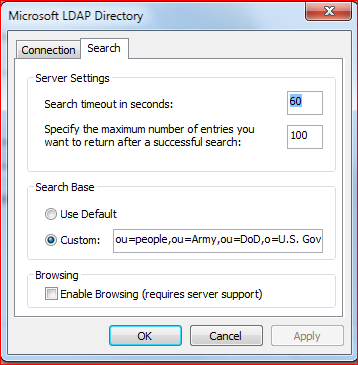 Microsoft LDAP Directory
Connection
Search
Server Settings
Search timeout in seconds:
60
Specify the maximum number of entries you
want to return after a successful search:
100
Search Base
Use Default
Custom:
ou=people,ou=Army,ou=DoD,o=U.S. Gov
Browsing
Enable Browsing (requires server support)
OK
Cancel
Apply